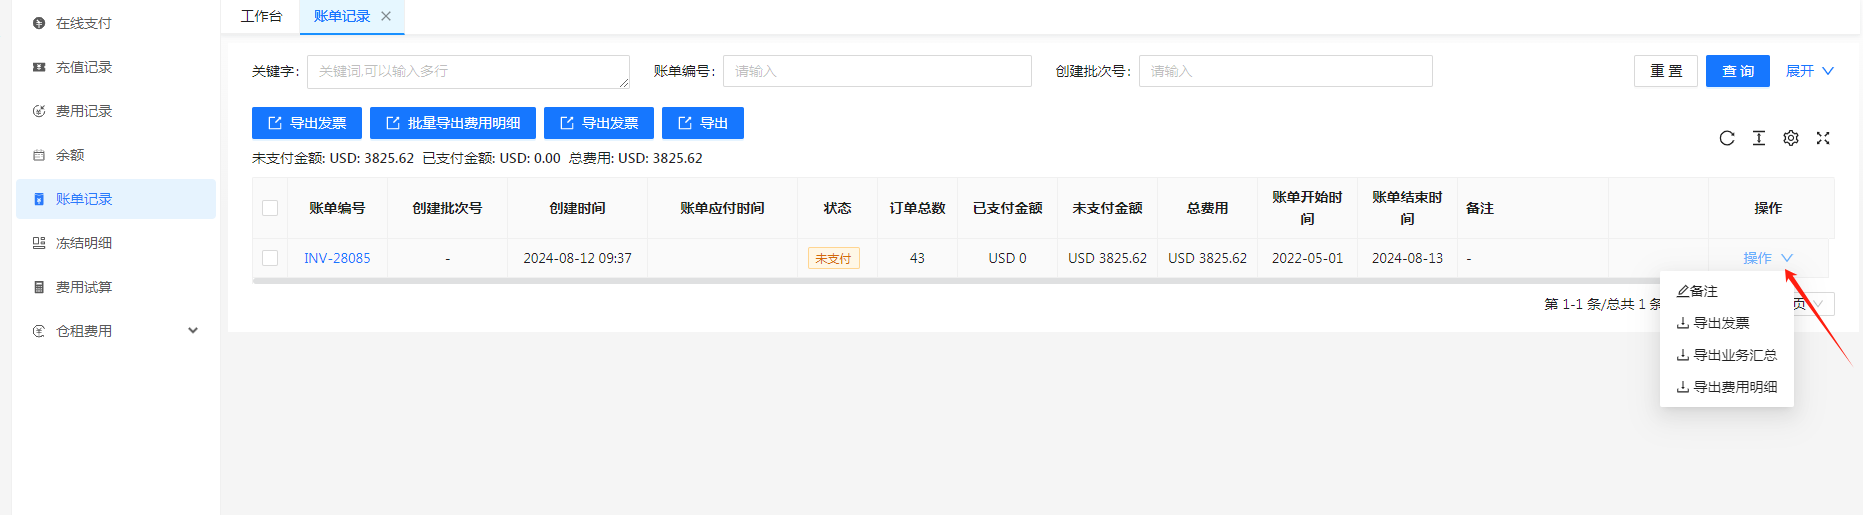 在线支付
充值记录
费用记录
余额
账单记录
冻结明细
费用试算
仓租费用
工作台 账单记录
关键字: 关键词,可以输入多行 账单编号: 请输入 创建批次号: 请输入 重置 查询 展开
导出发票 批量导出费用明细 导出发票 导出
未支付金额: USD: 3825.62 已支付金额: USD: 0.00 总费用: USD: 3825.62
账单编号 创建批次号 创建时间 账单应付时间 状态 订单总数 已支付金额 未支付金额 总费用 账单开始时间 账单结束时间 备注 操作
INV-28085 - 2024-08-12 09:37 未支付 43 USD 0 USD 3825.62 USD 3825.62 2022-05-01 2024-08-13 - 操作
第 1-1 条/总共 1 条 页
备注
导出发票
导出业务汇总
导出费用明细